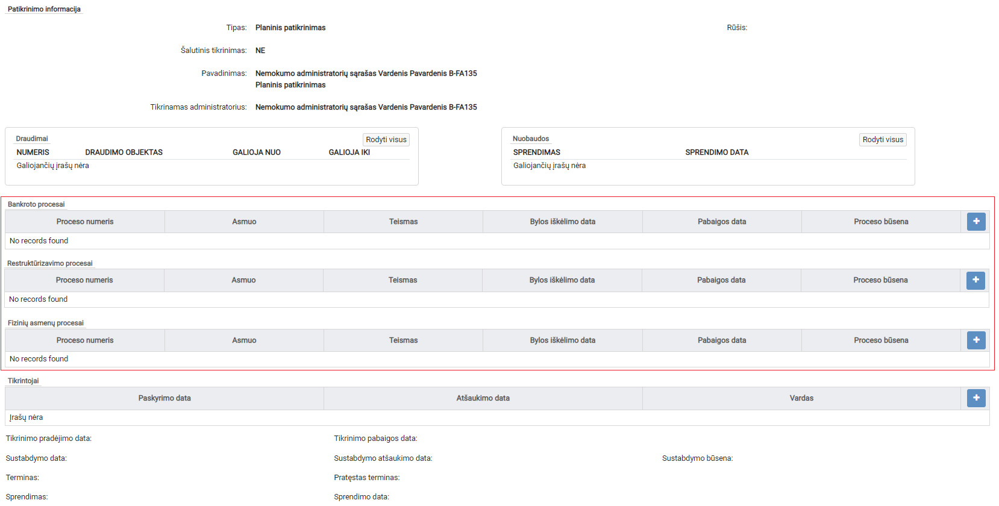 Patikrinimo informacija
Tipas: Planinis patikrinimas Rūšis:
Šalutinis tikrinimas: NE
Pavadinimas: Nemokumo administratorių sąrašas Vardenis Pavardenis B-FA135
Planinis patikrinimas
Tikrinamas administratorius: Nemokumo administratorių sąrašas Vardenis Pavardenis B-FA135
Draudimai Rodyti visus
NUMERIS DRAUDIMO OBJEKTAS GALIOJA NUO GALIOJA IKI
Galiojančių įrašų nėra
Nuobaudos Rodyti visus
SPRENDIMAS SPRENDIMO DATA
Galiojančių įrašų nėra
Bankroto procesai
Proceso numeris Asmuo Teismas Bylos iškėlimo data Pabaigos data Proceso būsena
No records found
Restruktūrizavimo procesai
Proceso numeris Asmuo Teismas Bylos iškėlimo data Pabaigos data Proceso būsena
No records found
Fizinių asmenų procesai
Proceso numeris Asmuo Teismas Bylos iškėlimo data Pabaigos data Proceso būsena
No records found
Tikrintojai
Paskyrimo data Atšaukimo data Vardas
Įrašų nėra
Tikrinimo pradėjimo data: Tikrinimo pabaigos data:
Sustabdymo data: Sustabdymo atšaukimo data: Sustabdymo būsena:
Terminas: Pratęstas terminas:
Sprendimas: Sprendimo data: